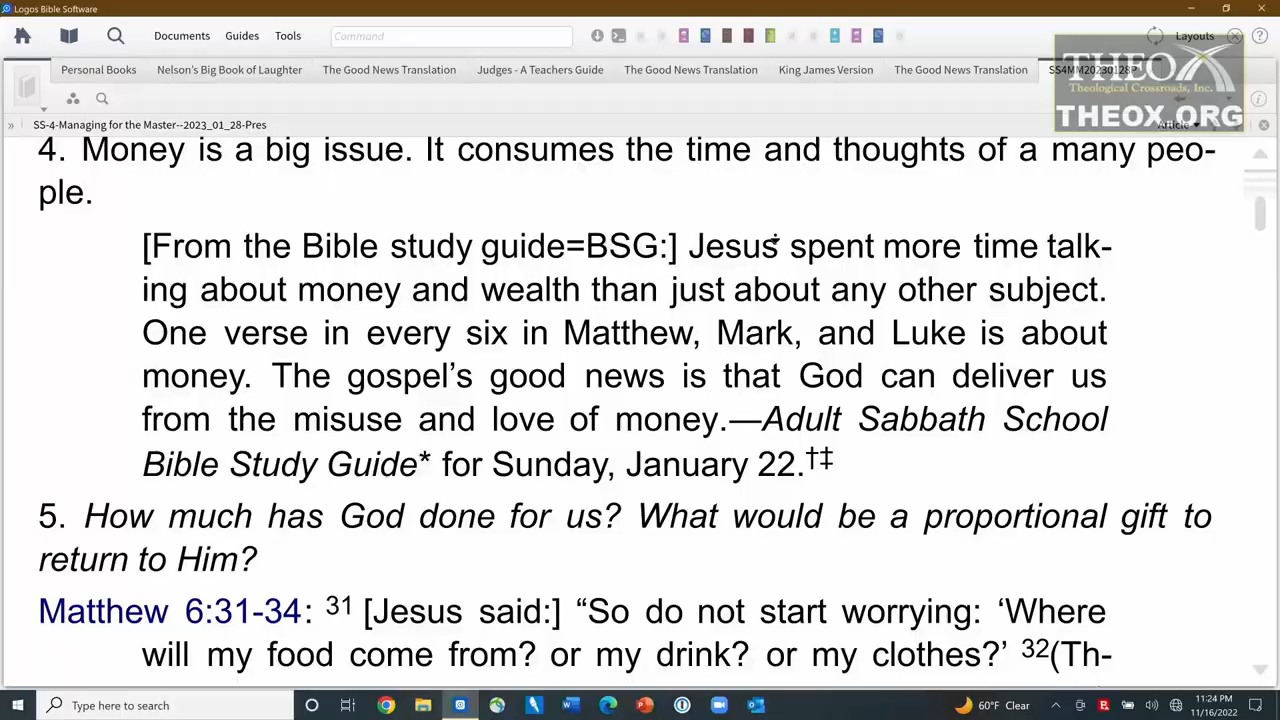 Logos Bible Software
Documents Guides Tools Command Layouts
Personal Books Nelson's Big Book of Laughter Judges - A Teachers Guide The Good News Translation King James Version The Good News Translation SS4MM20230128P
THEOX
Theological Crossroads, Inc.
THEOX.ORG
SS-4-Managing for the Master--2023_01_28-Pres Article
4. Money is a big issue. It consumes the time and thoughts of a many peo-
ple.
[From the Bible study guide=BSG:] Jesus spent more time talk-
ing about money and wealth than just about any other subject.
One verse in every six in Matthew, Mark, and Luke is about
money. The gospel’s good news is that God can deliver us
from the misuse and love of money.—Adult Sabbath School
Bible Study Guide* for Sunday, January 22.†‡
5. How much has God done for us? What would be a proportional gift to
return to Him?
Matthew 6:31-34: 31 [Jesus said:] “So do not start worrying: ‘Where
will my food come from? or my drink? or my clothes?’ 32(Th-
Type here to search 60°F Clear 11:24 PM
11/16/2022